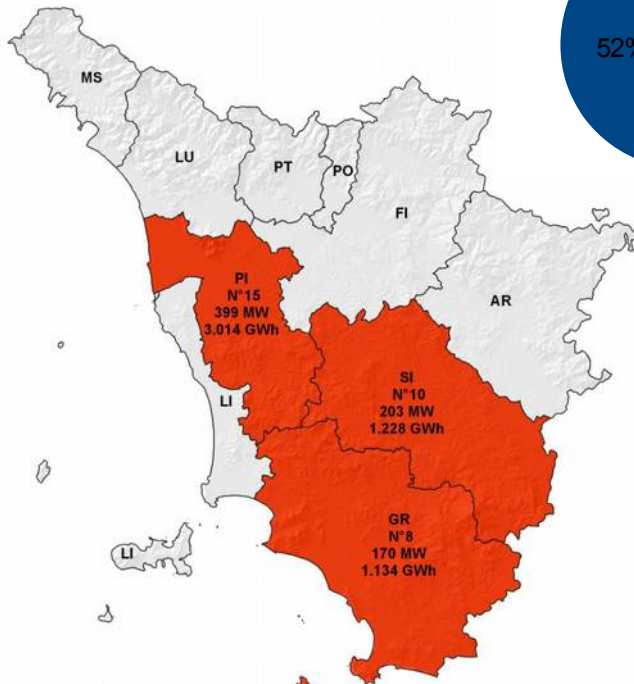 52%
MS
LU
PT
PO
FI
AR
PI
N°15
399 MW
3.014 GWh
LI
SI
N°10
203 MW
1.228 GWh
GR
N°8
170 MW
1.134 GWh
LI